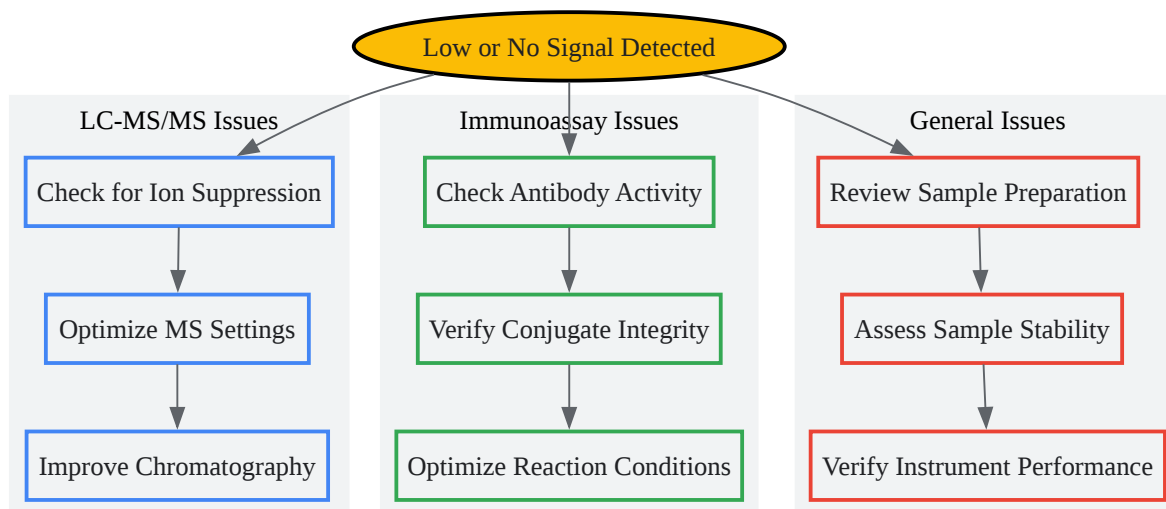 Low or No Signal Detected
LC-MS/MS Issues
Check for Ion Suppression
Optimize MS Settings
Improve Chromatography
Immunoassay Issues
Check Antibody Activity
Verify Conjugate Integrity
Optimize Reaction Conditions
General Issues
Review Sample Preparation
Assess Sample Stability
Verify Instrument Performance